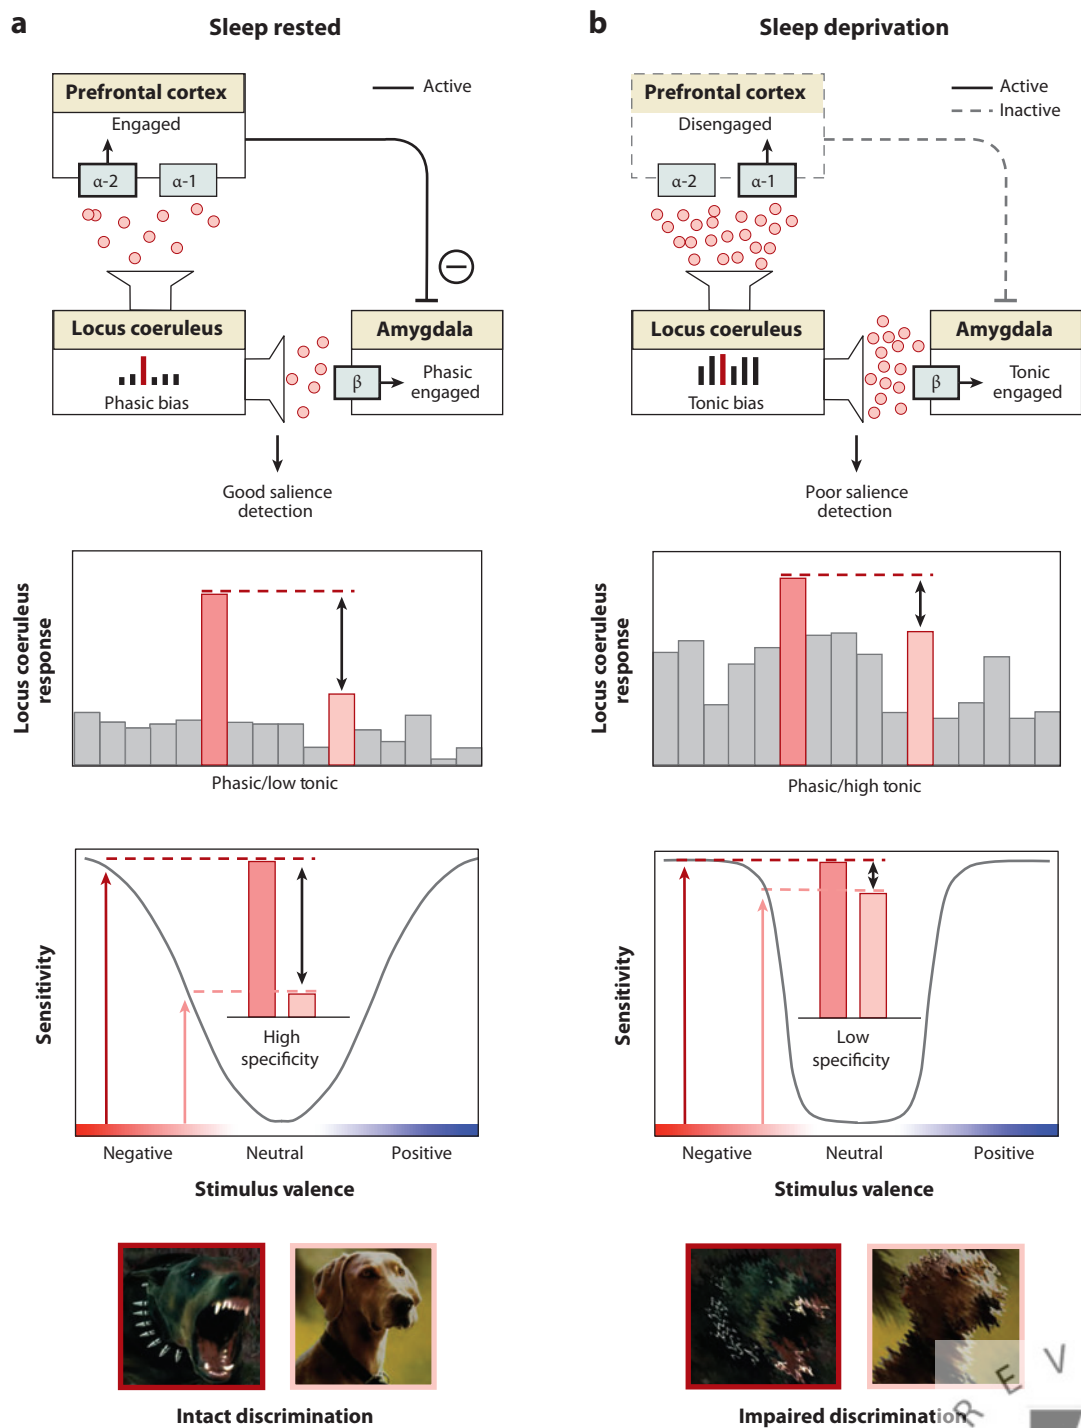 a
Sleep rested
Prefrontal cortex
Engaged
α-2
α-1
Active
Locus coeruleus
Phasic bias
Amygdala
β
Phasic
engaged
Good salience
detection
Locus coeruleus
response
Phasic/low tonic
Sensitivity
High
specificity
Negative
Neutral
Positive
Stimulus valence
Intact discrimination
b
Sleep deprivation
Prefrontal cortex
Disengaged
α-2
α-1
Active
Inactive
Locus coeruleus
Tonic bias
Amygdala
β
Tonic
engaged
Poor salience
detection
Locus coeruleus
response
Phasic/high tonic
Sensitivity
Low
specificity
Negative
Neutral
Positive
Stimulus valence
Impaired discrimination
R E V